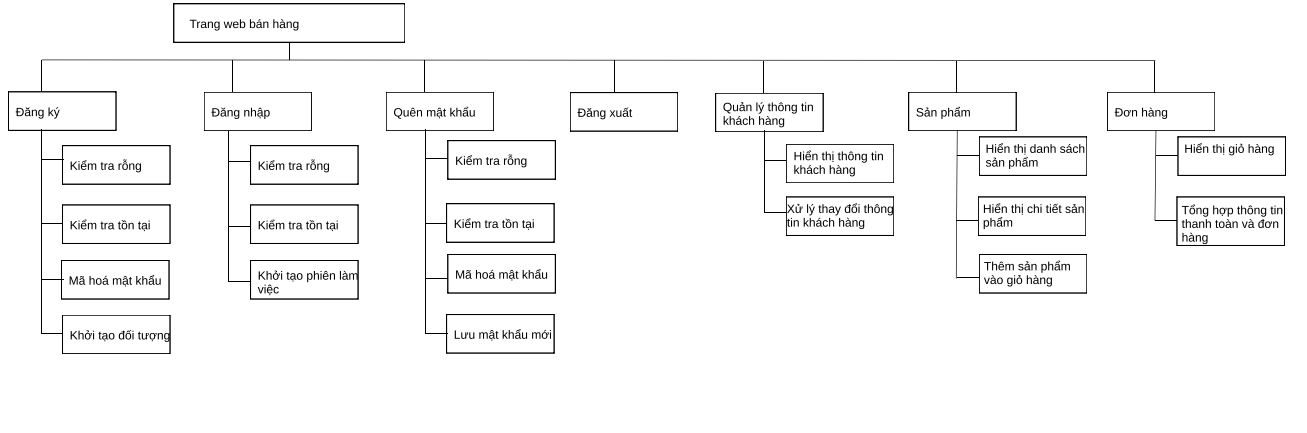 Trang web bán hàng
Đăng ký
Đăng nhập
Quên mật khẩu
Đăng xuất
Quản lý thông tin
khách hàng
Sản phẩm
Đơn hàng
Kiểm tra rỗng
Kiểm tra tồn tại
Mã hoá mật khẩu
Khởi tạo đối tượng
Kiểm tra rỗng
Kiểm tra tồn tại
Khởi tạo phiên làm
việc
Kiểm tra rỗng
Kiểm tra tồn tại
Mã hoá mật khẩu
Lưu mật khẩu mới
Hiển thị thông tin
khách hàng
Xử lý thay đổi thông
tin khách hàng
Hiển thị danh sách
sản phẩm
Hiển thị chi tiết sản
phẩm
Thêm sản phẩm
vào giỏ hàng
Hiển thị giỏ hàng
Tổng hợp thông tin
thanh toán và đơn
hàng